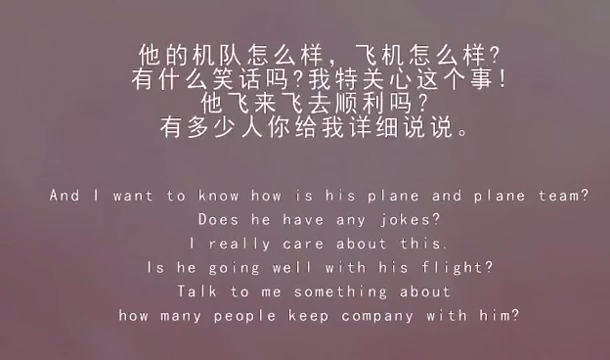 他的机队怎么样，飞机怎么样?
有什么笑话吗?我特关心这个事!
他飞来飞去顺利吗?
有多少人你给我详细说说。
And I want to know how is his plane and plane team?
Does he have any jokes?
I really care about this.
Is he going well with his flight?
Talk to me something about
how many people keep company with him?